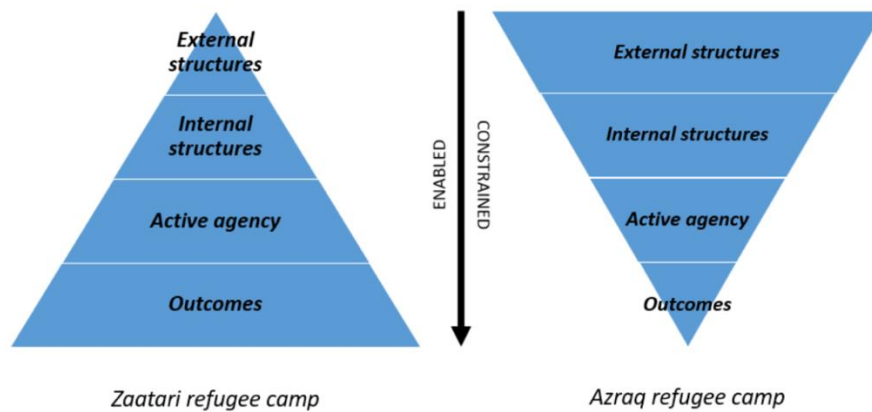 External
structures
Internal
structures
Active agency
Outcomes
Zaatari refugee camp
ENABLED
CONSTRAINED
External structures
Internal structures
Active agency
Outcomes
Azraq refugee camp